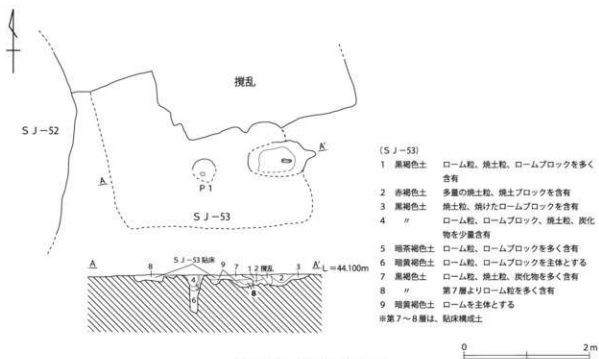 撹乱
SJ-52
A'
A
P1
SJ-53
(SJ-53)
1 黒褐色土 ローム粒、焼土粒、ロームブロックを多く
含有
2 赤褐色土 多量の焼土粒、焼土ブロックを含有
3 黒褐色土 焼土粒、焼けたロームブロックを含有
4 〃 ローム粒、ロームブロック、焼土粒、炭化
物を少量含有
5 暗茶褐色土 ローム粒、ロームブロックを多く含有
6 暗黄褐色土 ローム粒、ロームブロックを主体とする
7 黒褐色土 ローム粒、焼土粒、炭化物を多く含有
8 〃 第7層よりローム粒を多く含有
9 暗黄褐色土 ロームを主体とする
※第7~8層は、貼床構成土
A 8 SJ-53 貼床 9 7 1 2 撹乱 3 A' L=44.100m
4 2
8
6
0 2m